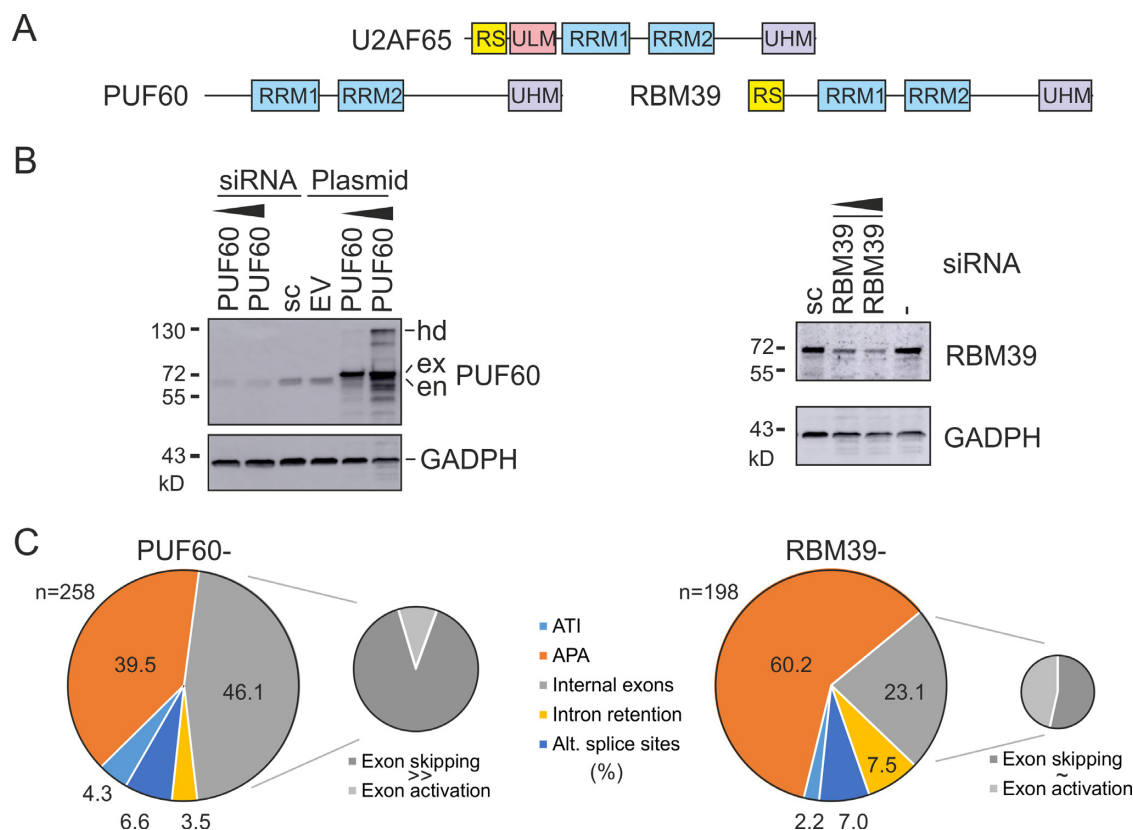 A
U2AF65 RS ULM RRM1 RRM2 UHM
PUF60 RRM1 RRM2 UHM
RBM39 RS RRM1 RRM2 UHM
B
siRNA Plasmid
PUF60 PUF60 sc EV PUF60 PUF60
130
72
55
hd
ex
en
PUF60
43
kD
GADPH
sc RBM39 RBM39 -
siRNA
72
55
RBM39
43
kD
GADPH
C
PUF60-
n=258
39.5
46.1
4.3
6.6
3.5
Exon skipping
>>
Exon activation
ATI
APA
Internal exons
Intron retention
Alt. splice sites
(%)
RBM39-
n=198
60.2
23.1
7.5
2.2
7.0
Exon skipping
~
Exon activation